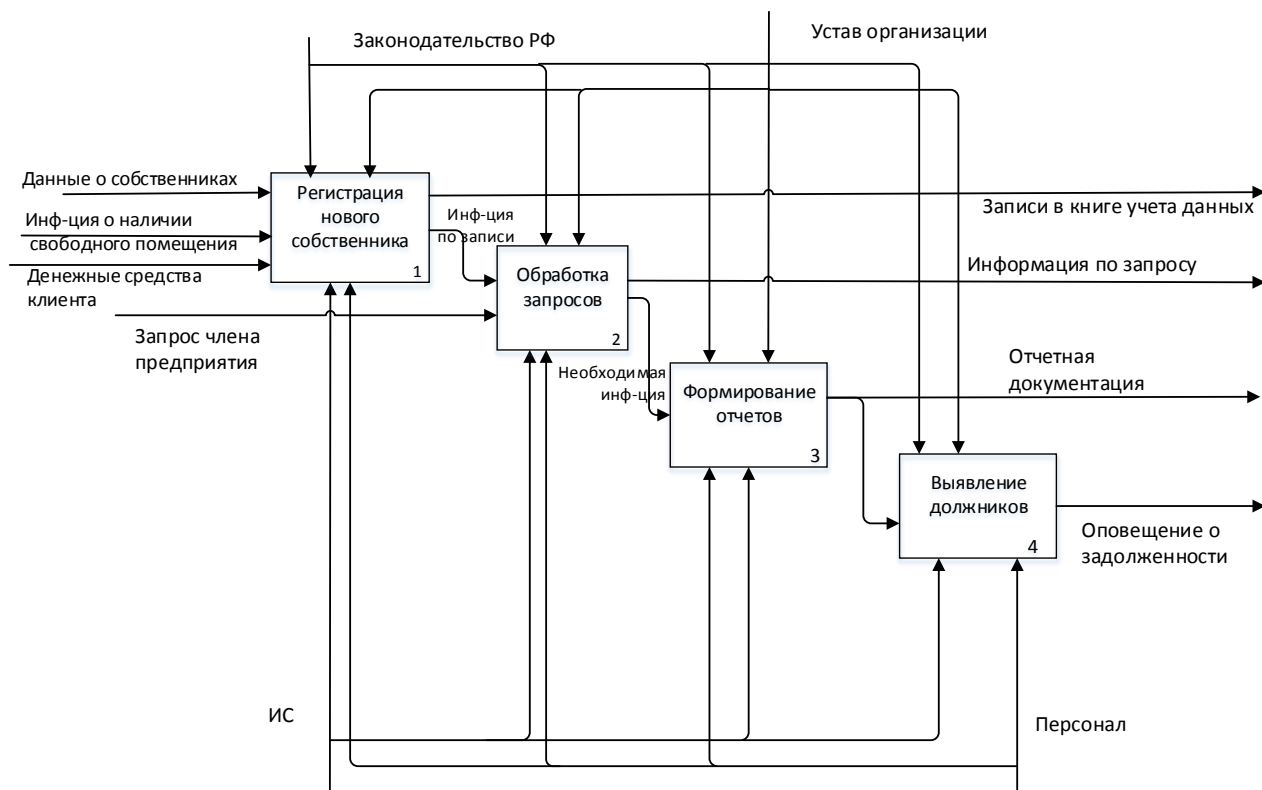 Законодательство РФ
Устав организации
Данные о собственниках
Инф-ция о наличии
свободного помещения
Денежные средства
клиента
Запрос члена
предприятия
Регистрация
нового
собственника
1
Инф-ция
по записи
Записи в книге учета данных
Обработка
запросов
2
Информация по запросу
Необходимая
инф-ция
Формирование
отчетов
3
Отчетная
документация
Выявление
должников
4
Оповещение о
задолженности
ИС
Персонал